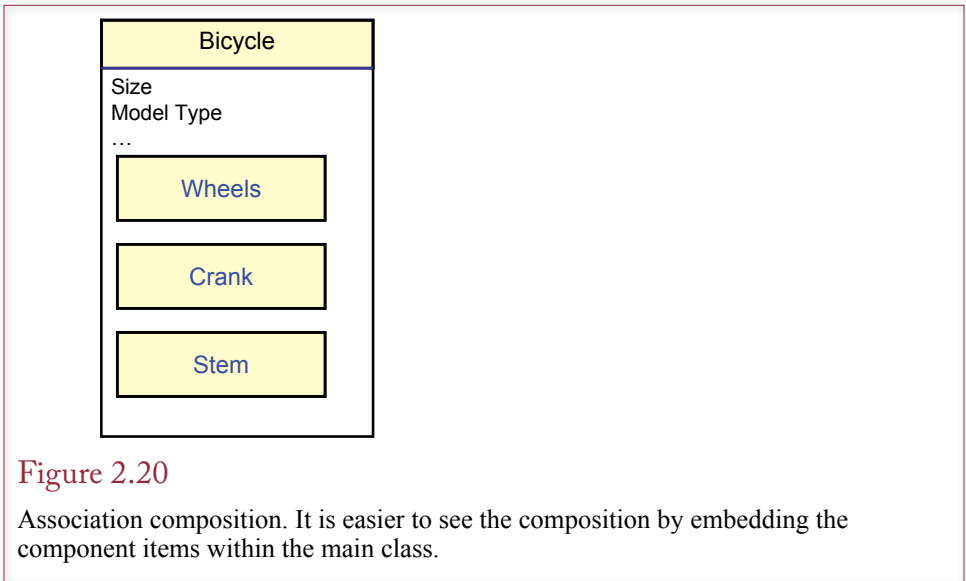 Bicycle
Size
Model Type
…
Wheels
Crank
Stem
Figure 2.20
Association composition. It is easier to see the composition by embedding the
component items within the main class.